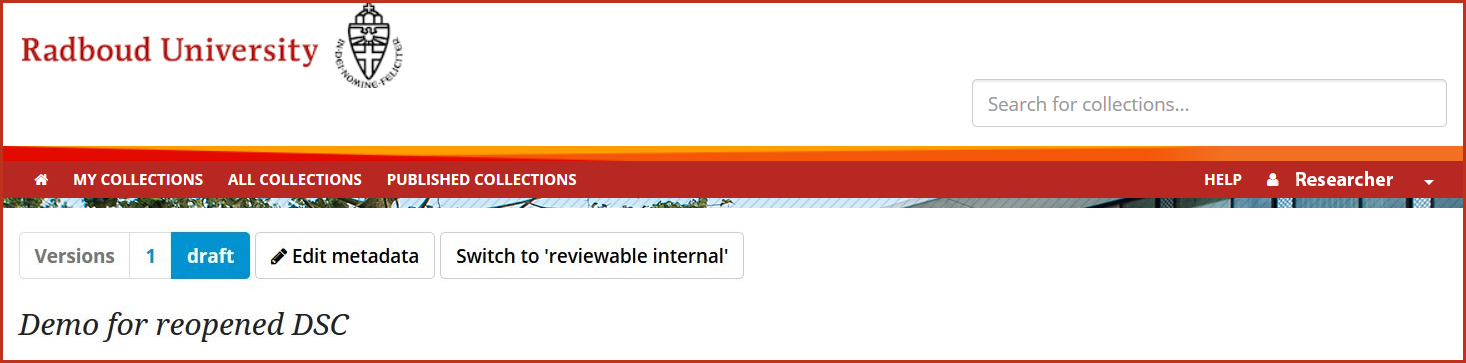 Radboud University
IN·DEI·NOMINE·FELICITER
Search for collections...
MY COLLECTIONS ALL COLLECTIONS PUBLISHED COLLECTIONS HELP Researcher
Versions 1 draft Edit metadata Switch to 'reviewable internal'
Demo for reopened DSC